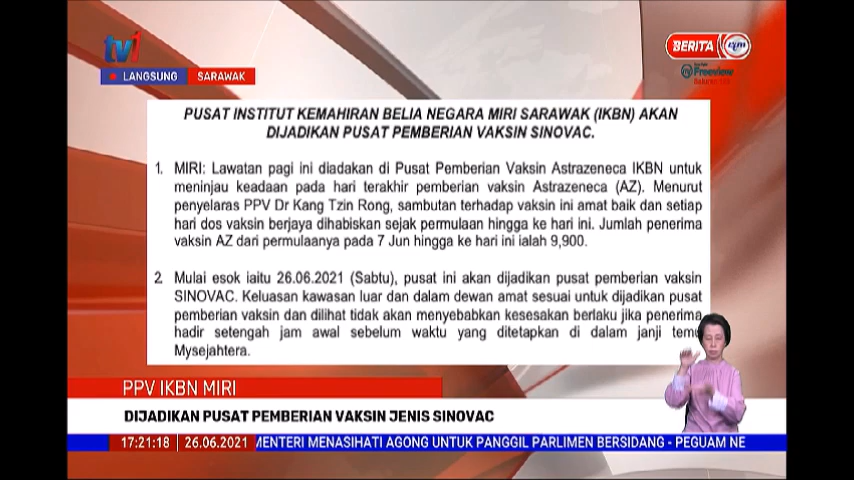 tv1
LANGSUNG SARAWAK
BERITA rtm
Freeview
PUSAT INSTITUT KEMAHIRAN BELIA NEGARA MIRI SARAWAK (IKBN) AKAN
DIJADIKAN PUSAT PEMBERIAN VAKSIN SINOVAC.
1. MIRI: Lawatan pagi ini diadakan di Pusat Pemberian Vaksin Astrazeneca IKBN untuk
meninjau keadaan pada hari terakhir pemberian vaksin Astrazeneca (AZ). Menurut
penyelaras PPV Dr Kang Tzin Rong, sambutan terhadap vaksin ini amat baik dan setiap
hari dos vaksin berjaya dihabiskan sejak permulaan hingga ke hari ini. Jumlah penerima
vaksin AZ dari permulaanya pada 7 Jun hingga ke hari ini ialah 9,900.
2. Mulai esok iaitu 26.06.2021 (Sabtu), pusat ini akan dijadikan pusat pemberian vaksin
SINOVAC. Keluasan kawasan luar dan dalam dewan amat sesuai untuk dijadikan pusat
pemberian vaksin dan dilihat tidak akan menyebabkan kesesakan berlaku jika penerima
hadir setengah jam awal sebelum waktu yang ditetapkan di dalam janji temu
Mysejahtera.
PPV IKBN MIRI
DIJADIKAN PUSAT PEMBERIAN VAKSIN JENIS SINOVAC
17:21:18 26.06.2021 MENTERI MENASIHATI AGONG UNTUK PANGGIL PARLIMEN BERSIDANG - PEGUAM NE